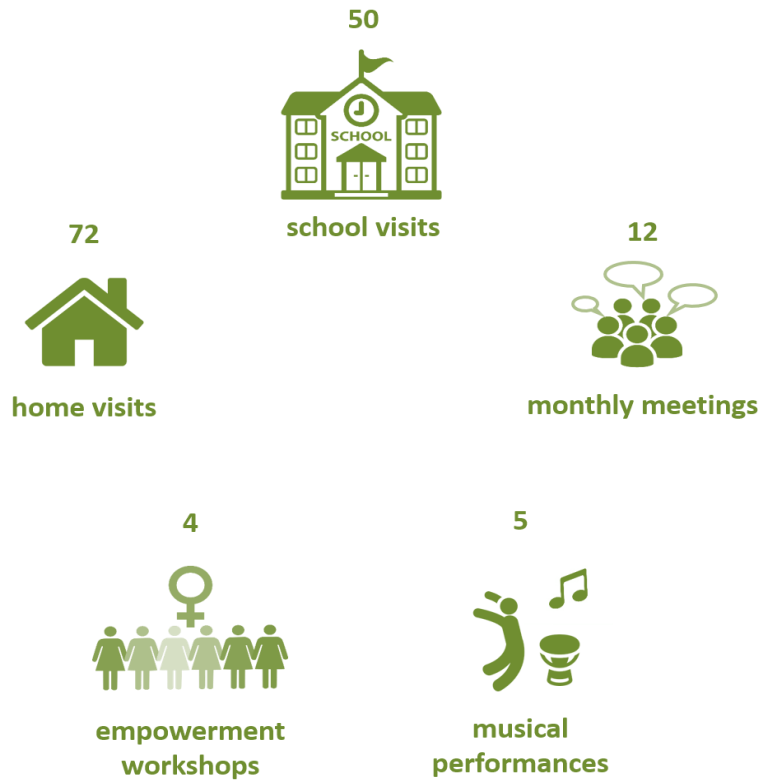 50
SCHOOL
school visits
72
home visits
12
monthly meetings
4
empowerment
workshops
5
musical
performances